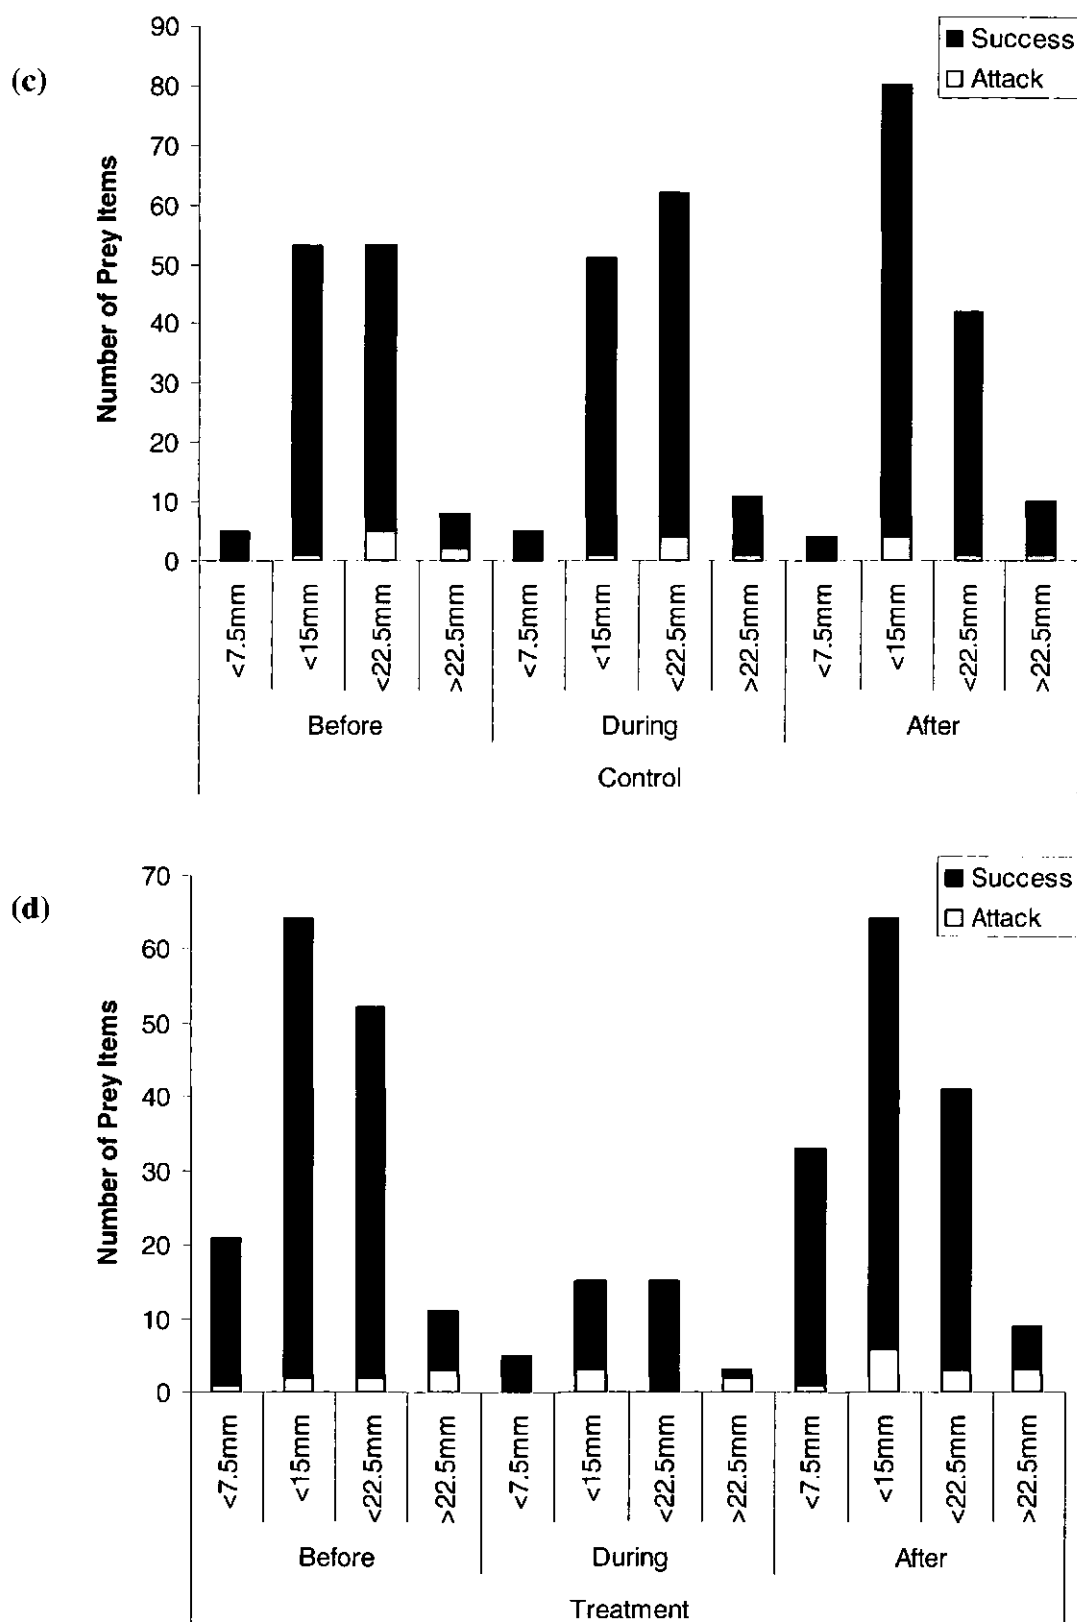 (c)
Number of Prey Items
90
80
70
60
50
40
30
20
10
0
Success
Attack
<7.5mm
<15mm
<22.5mm
>22.5mm
<7.5mm
<15mm
<22.5mm
>22.5mm
<7.5mm
<15mm
<22.5mm
>22.5mm
Before
During
After
Control
(d)
Number of Prey Items
70
60
50
40
30
20
10
0
Success
Attack
<7.5mm
<15mm
<22.5mm
>22.5mm
<7.5mm
<15mm
<22.5mm
>22.5mm
<7.5mm
<15mm
<22.5mm
>22.5mm
Before
During
After
Treatment